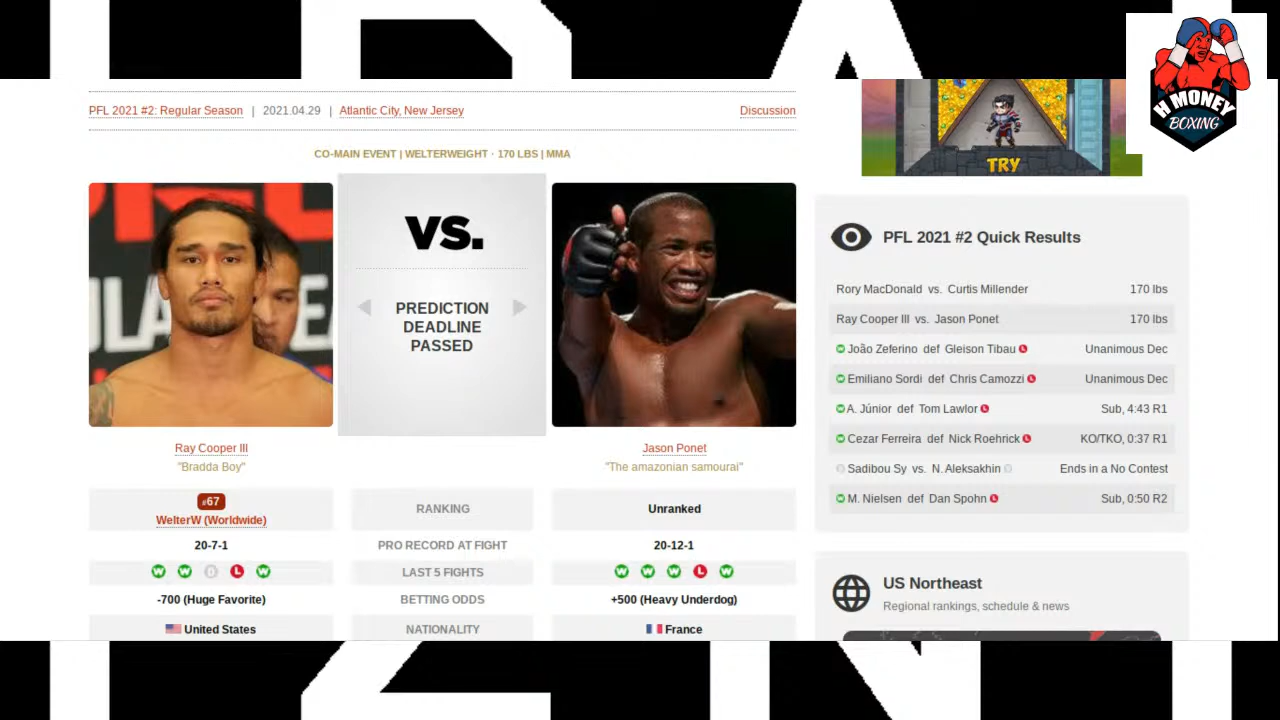 H MONEY
BOXING
PFL 2021 #2: Regular Season | 2021.04.29 | Atlantic City, New Jersey
Discussion
TRY
CO-MAIN EVENT | WELTERWEIGHT · 170 LBS | MMA
VS.
PREDICTION
DEADLINE
PASSED
Ray Cooper III
"Bradda Boy"
Jason Ponet
"The amazonian samourai"
#67
WelterW (Worldwide)
RANKING
Unranked
20-7-1
PRO RECORD AT FIGHT
20-12-1
W W D L W
LAST 5 FIGHTS
W W W L W
-700 (Huge Favorite)
BETTING ODDS
+500 (Heavy Underdog)
United States
NATIONALITY
France
PFL 2021 #2 Quick Results
Rory MacDonald vs. Curtis Millender 170 lbs
Ray Cooper III vs. Jason Ponet 170 lbs
W João Zeferino def Gleison Tibau L Unanimous Dec
W Emiliano Sordi def Chris Camozzi L Unanimous Dec
W A. Júnior def Tom Lawlor L Sub, 4:43 R1
W Cezar Ferreira def Nick Roehrick L KO/TKO, 0:37 R1
Sadibou Sy vs. N. Aleksakhin Ends in a No Contest
W M. Nielsen def Dan Spohn L Sub, 0:50 R2
US Northeast
Regional rankings, schedule & news